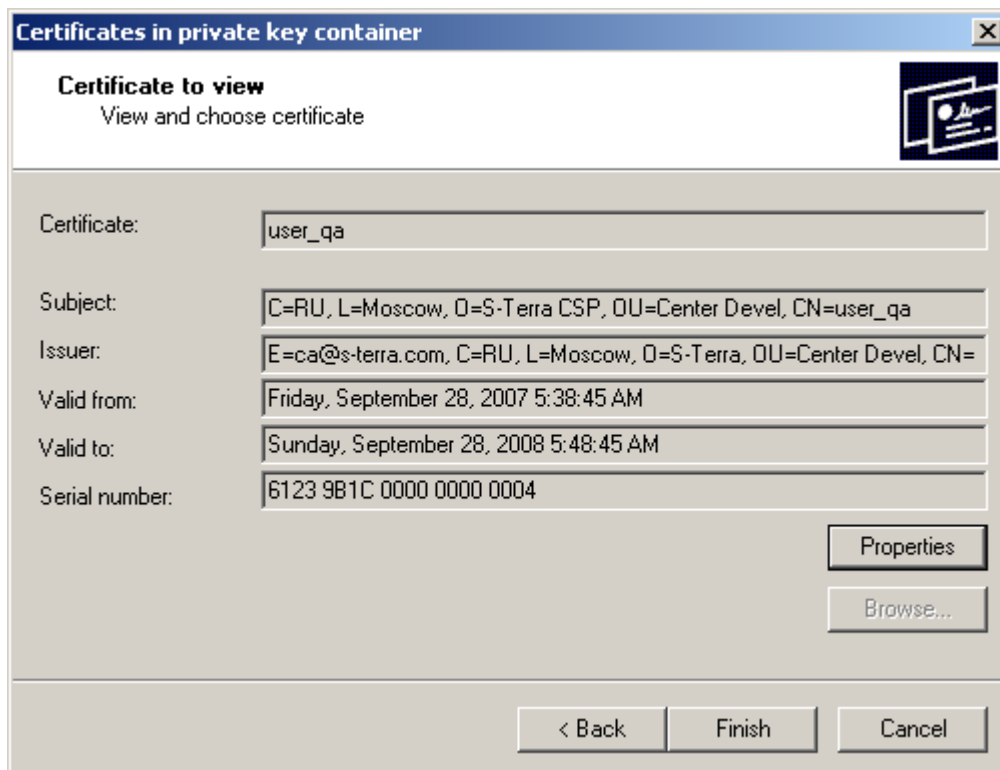 Certificates in private key container
Certificate to view
View and choose certificate
Certificate: user_qa
Subject: C=RU, L=Moscow, O=S-Terra CSP, OU=Center Devel, CN=user_qa
Issuer: E=ca@s-terra.com, C=RU, L=Moscow, O=S-Terra, OU=Center Devel, CN=
Valid from: Friday, September 28, 2007 5:38:45 AM
Valid to: Sunday, September 28, 2008 5:48:45 AM
Serial number: 6123 9B1C 0000 0000 0004
Properties
Browse...
< Back Finish Cancel